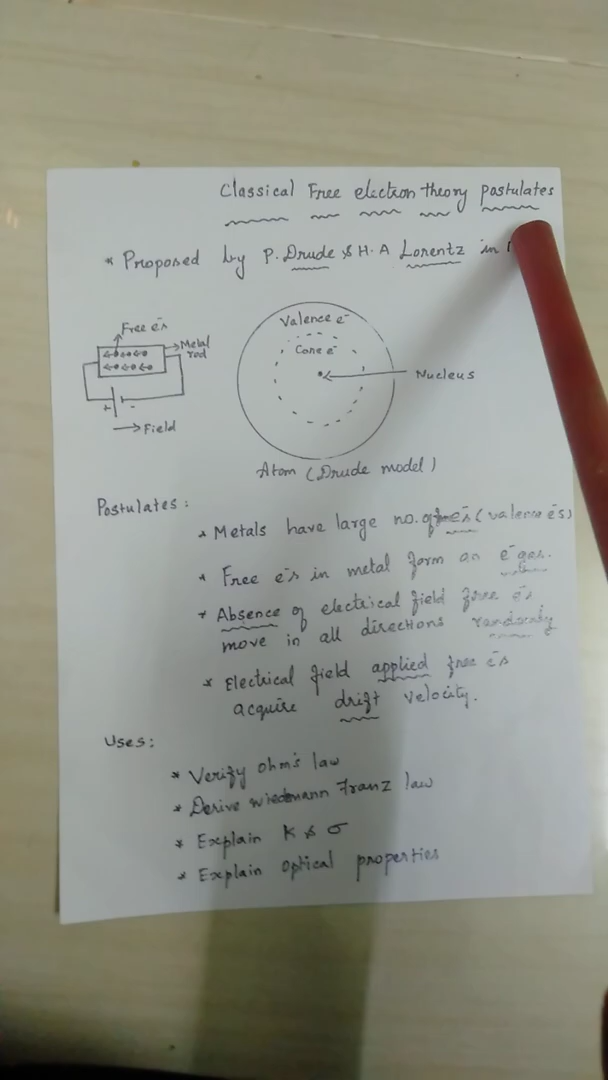 Classical Free electron theory postulates
* Proposed by P. Drude & H.A Lorentz in
Free e⁻s
Metal
rod
+ -
→ Field
Valence e⁻
Core e⁻
Nucleus
Atom (Drude model)
Postulates:
* Metals have large no. of e⁻s (valence e⁻s)
* Free e⁻s in metal form an e⁻ gas.
* Absence of electrical field free e⁻s
move in all directions randomly
* Electrical field applied free e⁻s
acquire drift velocity.
Uses:
* Verify ohm's law
* Derive wiedemann Franz law
* Explain K & σ
* Explain optical properties